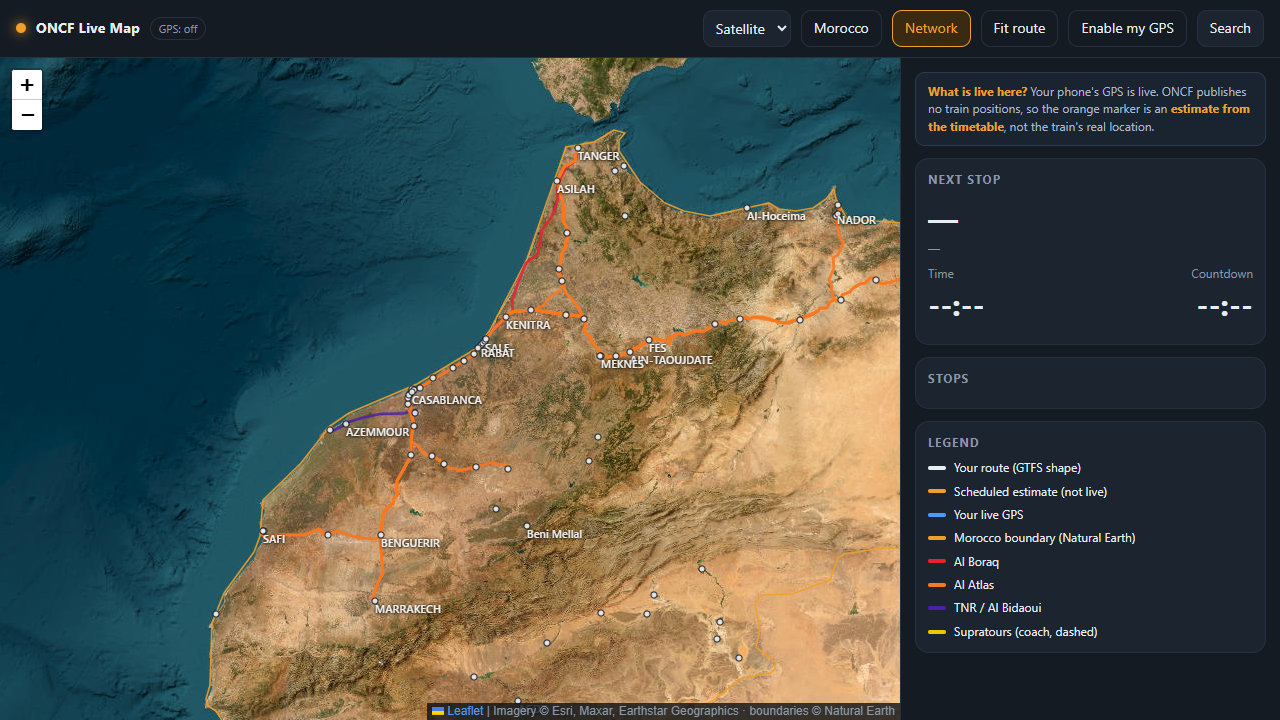 ONCF Live Map
GPS: off
Satellite
Morocco
Network
Fit route
Enable my GPS
Search
+
−
TANGER
ASILAH
Al-Hoceima
NADOR
KENITRA
SALE
RABAT
FES
AIN-TAOUJDATE
MEKNES
CASABLANCA
AZEMMOUR
Beni Mellal
SAFI
BENGUERIR
MARRAKECH
Leaflet | Imagery © Esri, Maxar, Earthstar Geographics · boundaries © Natural Earth
What is live here? Your phone's GPS is live. ONCF publishes
no train positions, so the orange marker is an estimate from
the timetable, not the train's real location.
NEXT STOP
—
—
Time
Countdown
--:--
--:--
STOPS
LEGEND
Your route (GTFS shape)
Scheduled estimate (not live)
Your live GPS
Morocco boundary (Natural Earth)
Al Boraq
Al Atlas
TNR / Al Bidaoui
Supratours (coach, dashed)